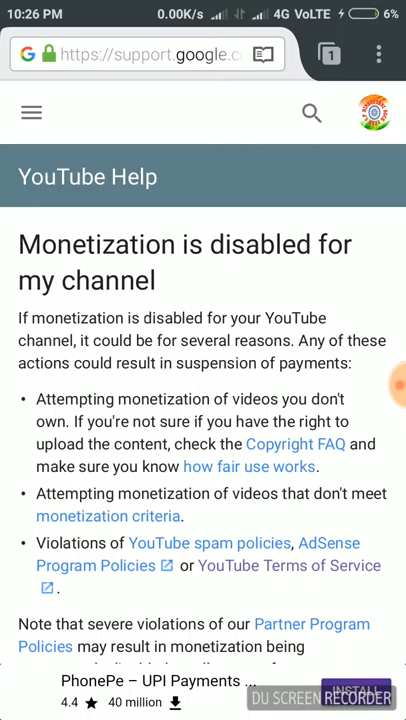 10:26 PM 0.00K/s 4G VoLTE 6%
https://support.google.c
1
YouTube Help
Monetization is disabled for
my channel
If monetization is disabled for your YouTube
channel, it could be for several reasons. Any of these
actions could result in suspension of payments:
• Attempting monetization of videos you don't
own. If you're not sure if you have the right to
upload the content, check the Copyright FAQ and
make sure you know how fair use works.
• Attempting monetization of videos that don't meet
monetization criteria.
• Violations of YouTube spam policies, AdSense
Program Policies or YouTube Terms of Service
.
Note that severe violations of our Partner Program
Policies may result in monetization being
PhonePe – UPI Payments ...
4.4 ★ 40 million
INSTALL
DU SCREEN RECORDER